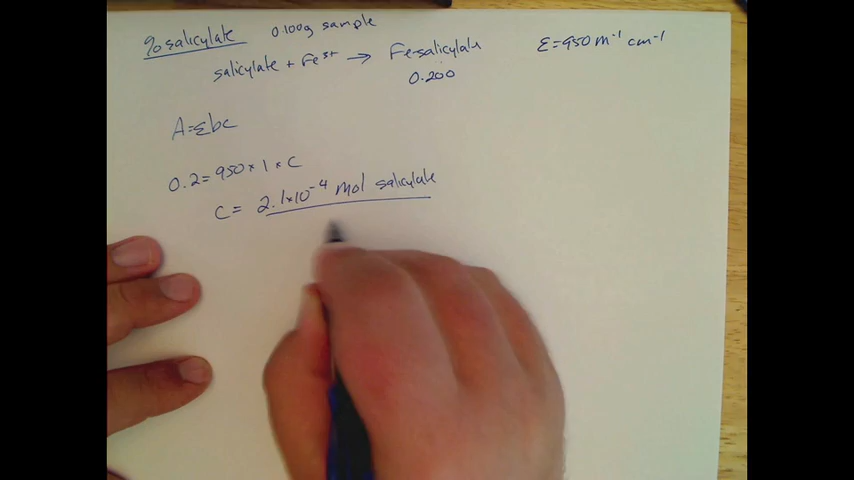 % salicylate 0.100g sample
salicylate + Fe³⁺ → Fe-salicylate ε=950 M⁻¹ cm⁻¹
0.200
A=εbc
0.2=950×1×C
C= 2.1×10⁻⁴ mol salicylate